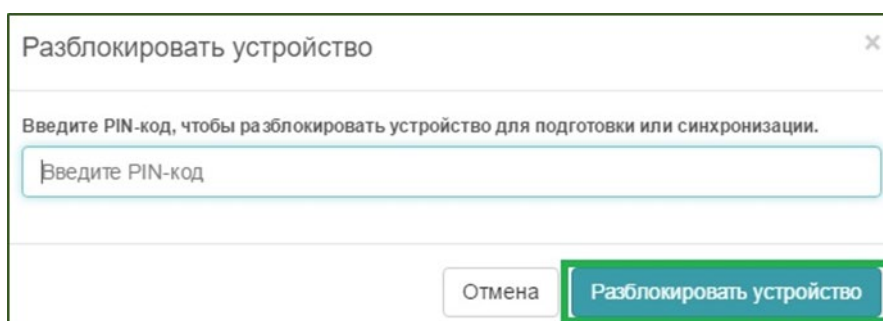 Разблокировать устройство ×
Введите PIN-код, чтобы разблокировать устройство для подготовки или синхронизации.
Введите PIN-код
Отмена Разблокировать устройство